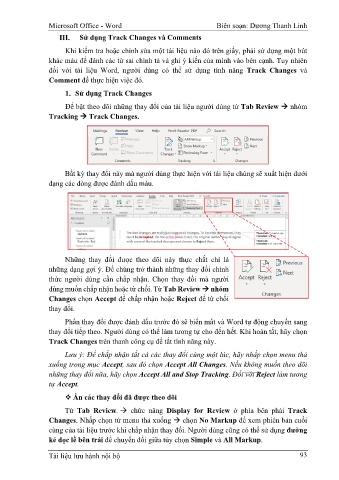 Microsoft Office - Word Biên soạn: Dương Thanh Linh
III. Sử dụng Track Changes và Comments
Khi kiểm tra hoặc chỉnh sửa một tài liệu nào đó trên giấy, phải sử dụng một bút
khác màu để đánh các từ sai chính tả và ghi ý kiến của mình vào bên cạnh. Tuy nhiên
đối với tài liệu Word, người dùng có thể sử dụng tính năng Track Changes và
Comment để thực hiện việc đó.
1. Sử dụng Track Changes
Để bật theo dõi những thay đổi của tài liệu người dùng từ Tab Review → nhóm
Tracking → Track Changes.
Mailings Review View Help
New Comment
Previous
Next
Show Comments
Comments
Track Changes
All Markup
Show Markup
Reviewing Pane
Tracking
Accept Reject
Previous
Next
Changes
Bất kỳ thay đổi này mà người dùng thực hiện với tài liệu chúng sẽ xuất hiện dưới
dạng các dòng được đánh dấu màu.
Những thay đổi được theo dõi này thực chất chỉ là
những dạng gợi ý. Để chúng trở thành những thay đổi chính
thức người dùng cần chấp nhận. Chọn thay đổi mà người
dùng muốn chấp nhận hoặc từ chối. Từ Tab Review → nhóm
Changes chọn Accept để chấp nhận hoặc Reject để từ chối
thay đổi.
Accept Reject
Previous
Next
Changes
Phần thay đổi được đánh dấu trước đó sẽ biến mất và Word tự động chuyển sang
thay đổi tiếp theo. Người dùng có thể làm tương tự cho đến hết. Khi hoàn tất, hãy chọn
Track Changes trên thanh công cụ để tắt tính năng này.
Lưu ý: Để chấp nhận tất cả các thay đổi cùng một lúc, hãy nhấp chọn menu thả
xuống trong mục Accept, sau đó chọn Accept All Changes. Nếu không muốn theo dõi
những thay đổi nữa, hãy chọn Accept All and Stop Tracking. Đối với Reject làm tương
tự Accept.
❖ Ẩn các thay đổi đã được theo dõi
Từ Tab Review. → chức năng Display for Review ở phía bên phải Track
Changes. Nhấp chọn từ menu thả xuống → chọn No Markup để xem phiên bản cuối
cùng của tài liệu trước khi chấp nhận thay đổi. Người dùng cũng có thể sử dụng đường
kẻ dọc lề bên trái để chuyển đổi giữa tùy chọn Simple và All Markup.
Tài liệu lưu hành nội bộ 93